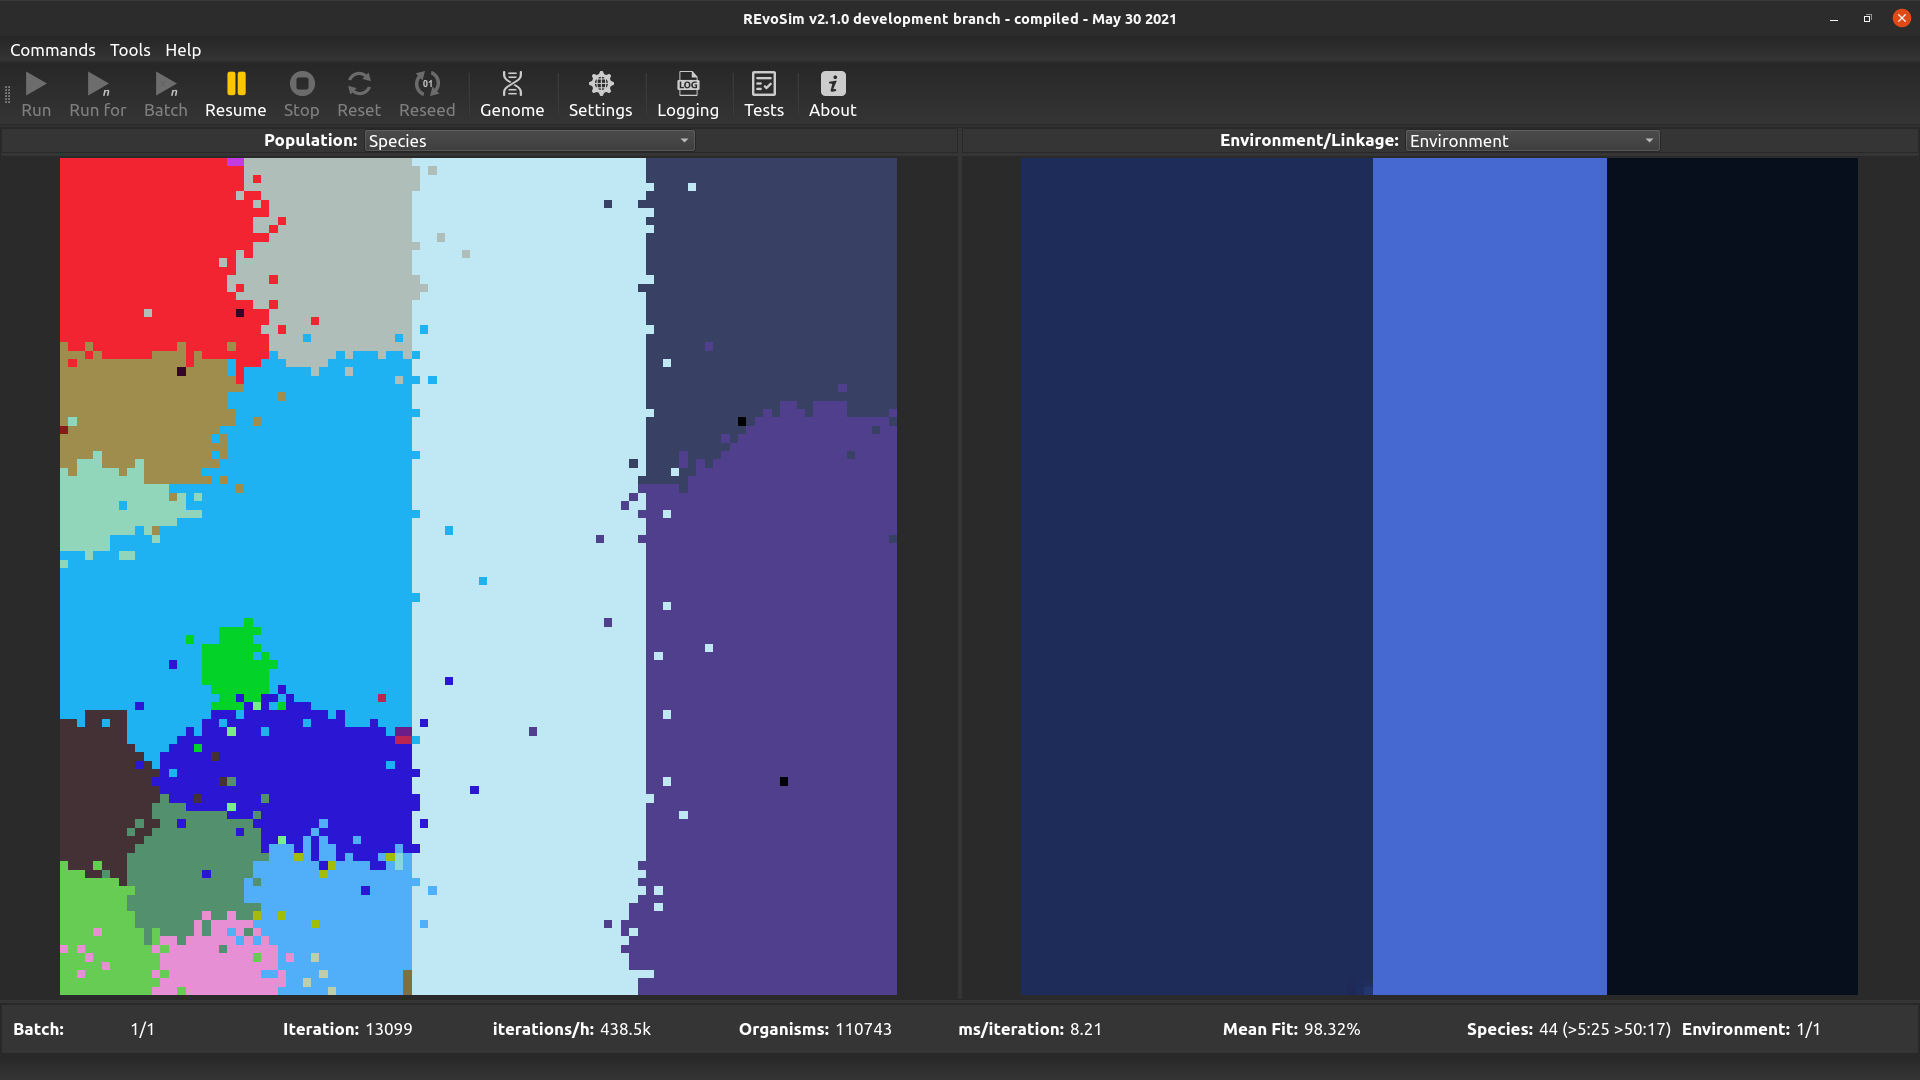 REvoSim v2.1.0 development branch - compiled - May 30 2021
Commands Tools Help
n n 01 LOG i
Run Run for Batch Resume Stop Reset Reseed Genome Settings Logging Tests About
Population: Species Environment/Linkage: Environment
Batch: 1/1 Iteration: 13099 iterations/h: 438.5k Organisms: 110743 ms/iteration: 8.21 Mean Fit: 98.32% Species: 44 (>5:25 >50:17) Environment: 1/1